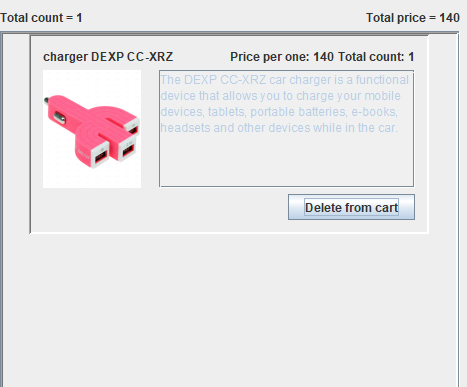 Total count = 1 Total price = 140
charger DEXP CC-XRZ Price per one: 140 Total count: 1
The DEXP CC-XRZ car charger is a functional
device that allows you to charge your mobile
devices, tablets, portable batteries, e-books,
headsets and other devices while in the car.
Delete from cart